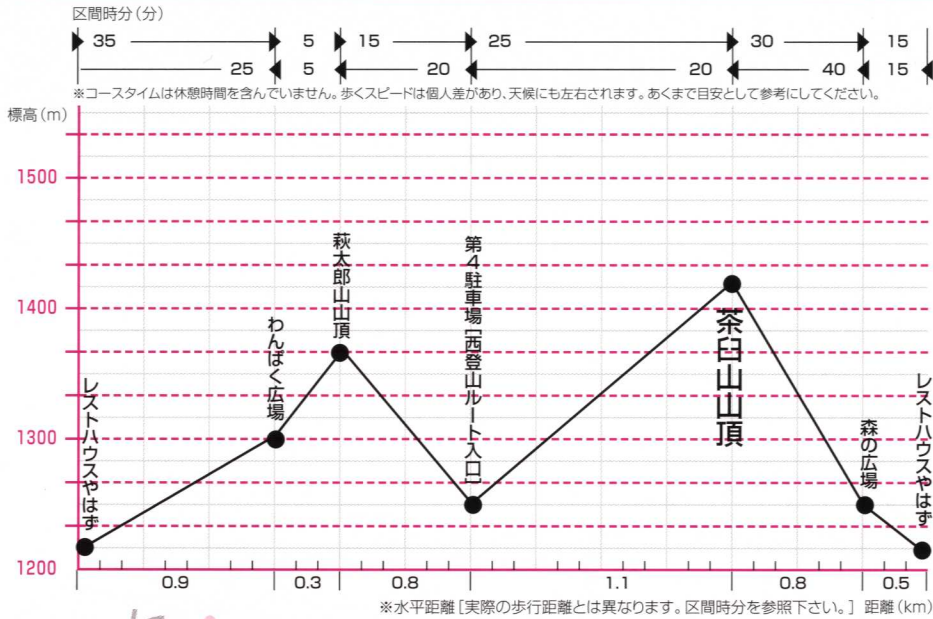 区間時分(分)
35 5 15 25 30 15
25 5 20 20 40 15
※コースタイムは休憩時間を含んでいません。歩くスピードは個人差があり、天候にも左右されます。あくまで目安として参考にしてください。
標高(m)
1500
1400
1300
1200
レストハウスやはず
わんぱく広場
萩太郎山山頂
第4駐車場[西登山ルート入口]
茶臼山山頂
森の広場
レストハウスやはず
0.9 0.3 0.8 1.1 0.8 0.5
※水平距離[実際の歩行距離とは異なります。区間時分を参照下さい。] 距離(km)